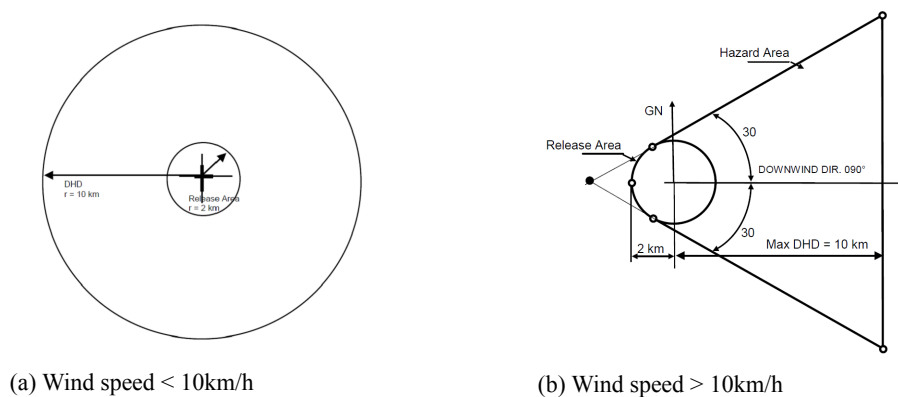 DHD
r = 10 km
Release Area
r = 2 km
(a) Wind speed < 10km/h
Hazard Area
GN
Release Area
30
DOWNWIND DIR. 090°
30
2 km
Max DHD = 10 km
(b) Wind speed > 10km/h